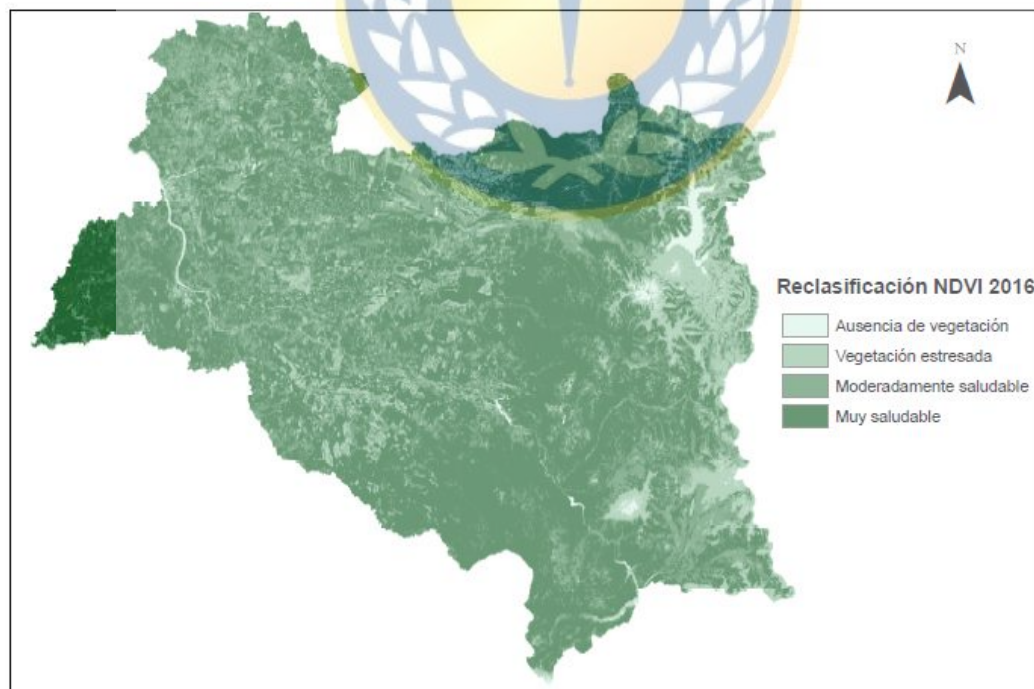 N
Reclasificación NDVI 2016
Ausencia de vegetación
Vegetación estresada
Moderadamente saludable
Muy saludable